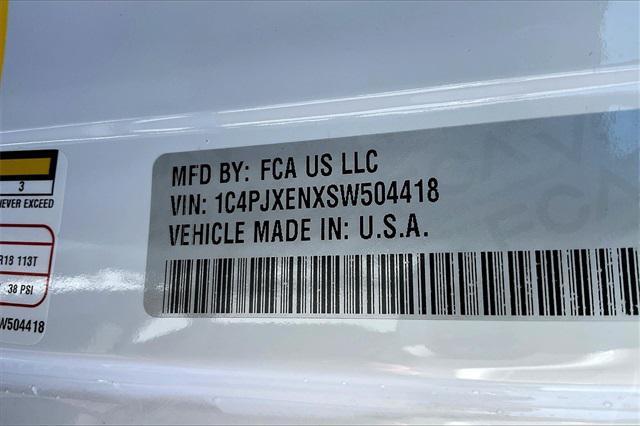 MFD BY: FCA US LLC
VIN: 1C4PJXENXSW504418
VEHICLE MADE IN: U.S.A.
3
NEVER EXCEED
R18 113T
38 PSI
W504418